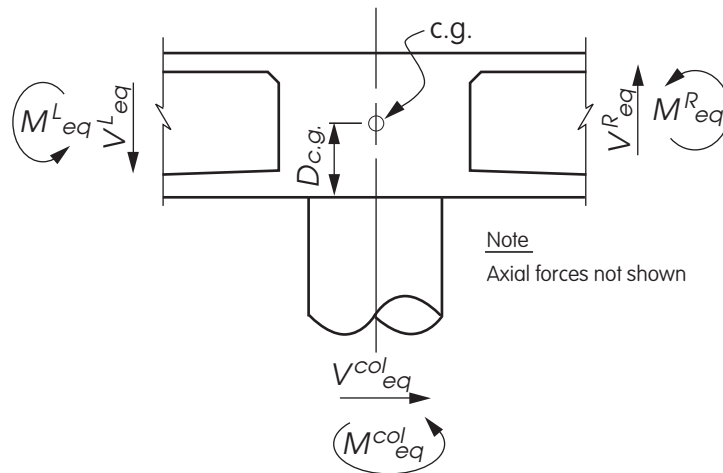 c.g.
M^L_eq
V^L_eq
D_c.g.
V^R_eq
M^R_eq
Note
Axial forces not shown
V^col_eq
M^col_eq